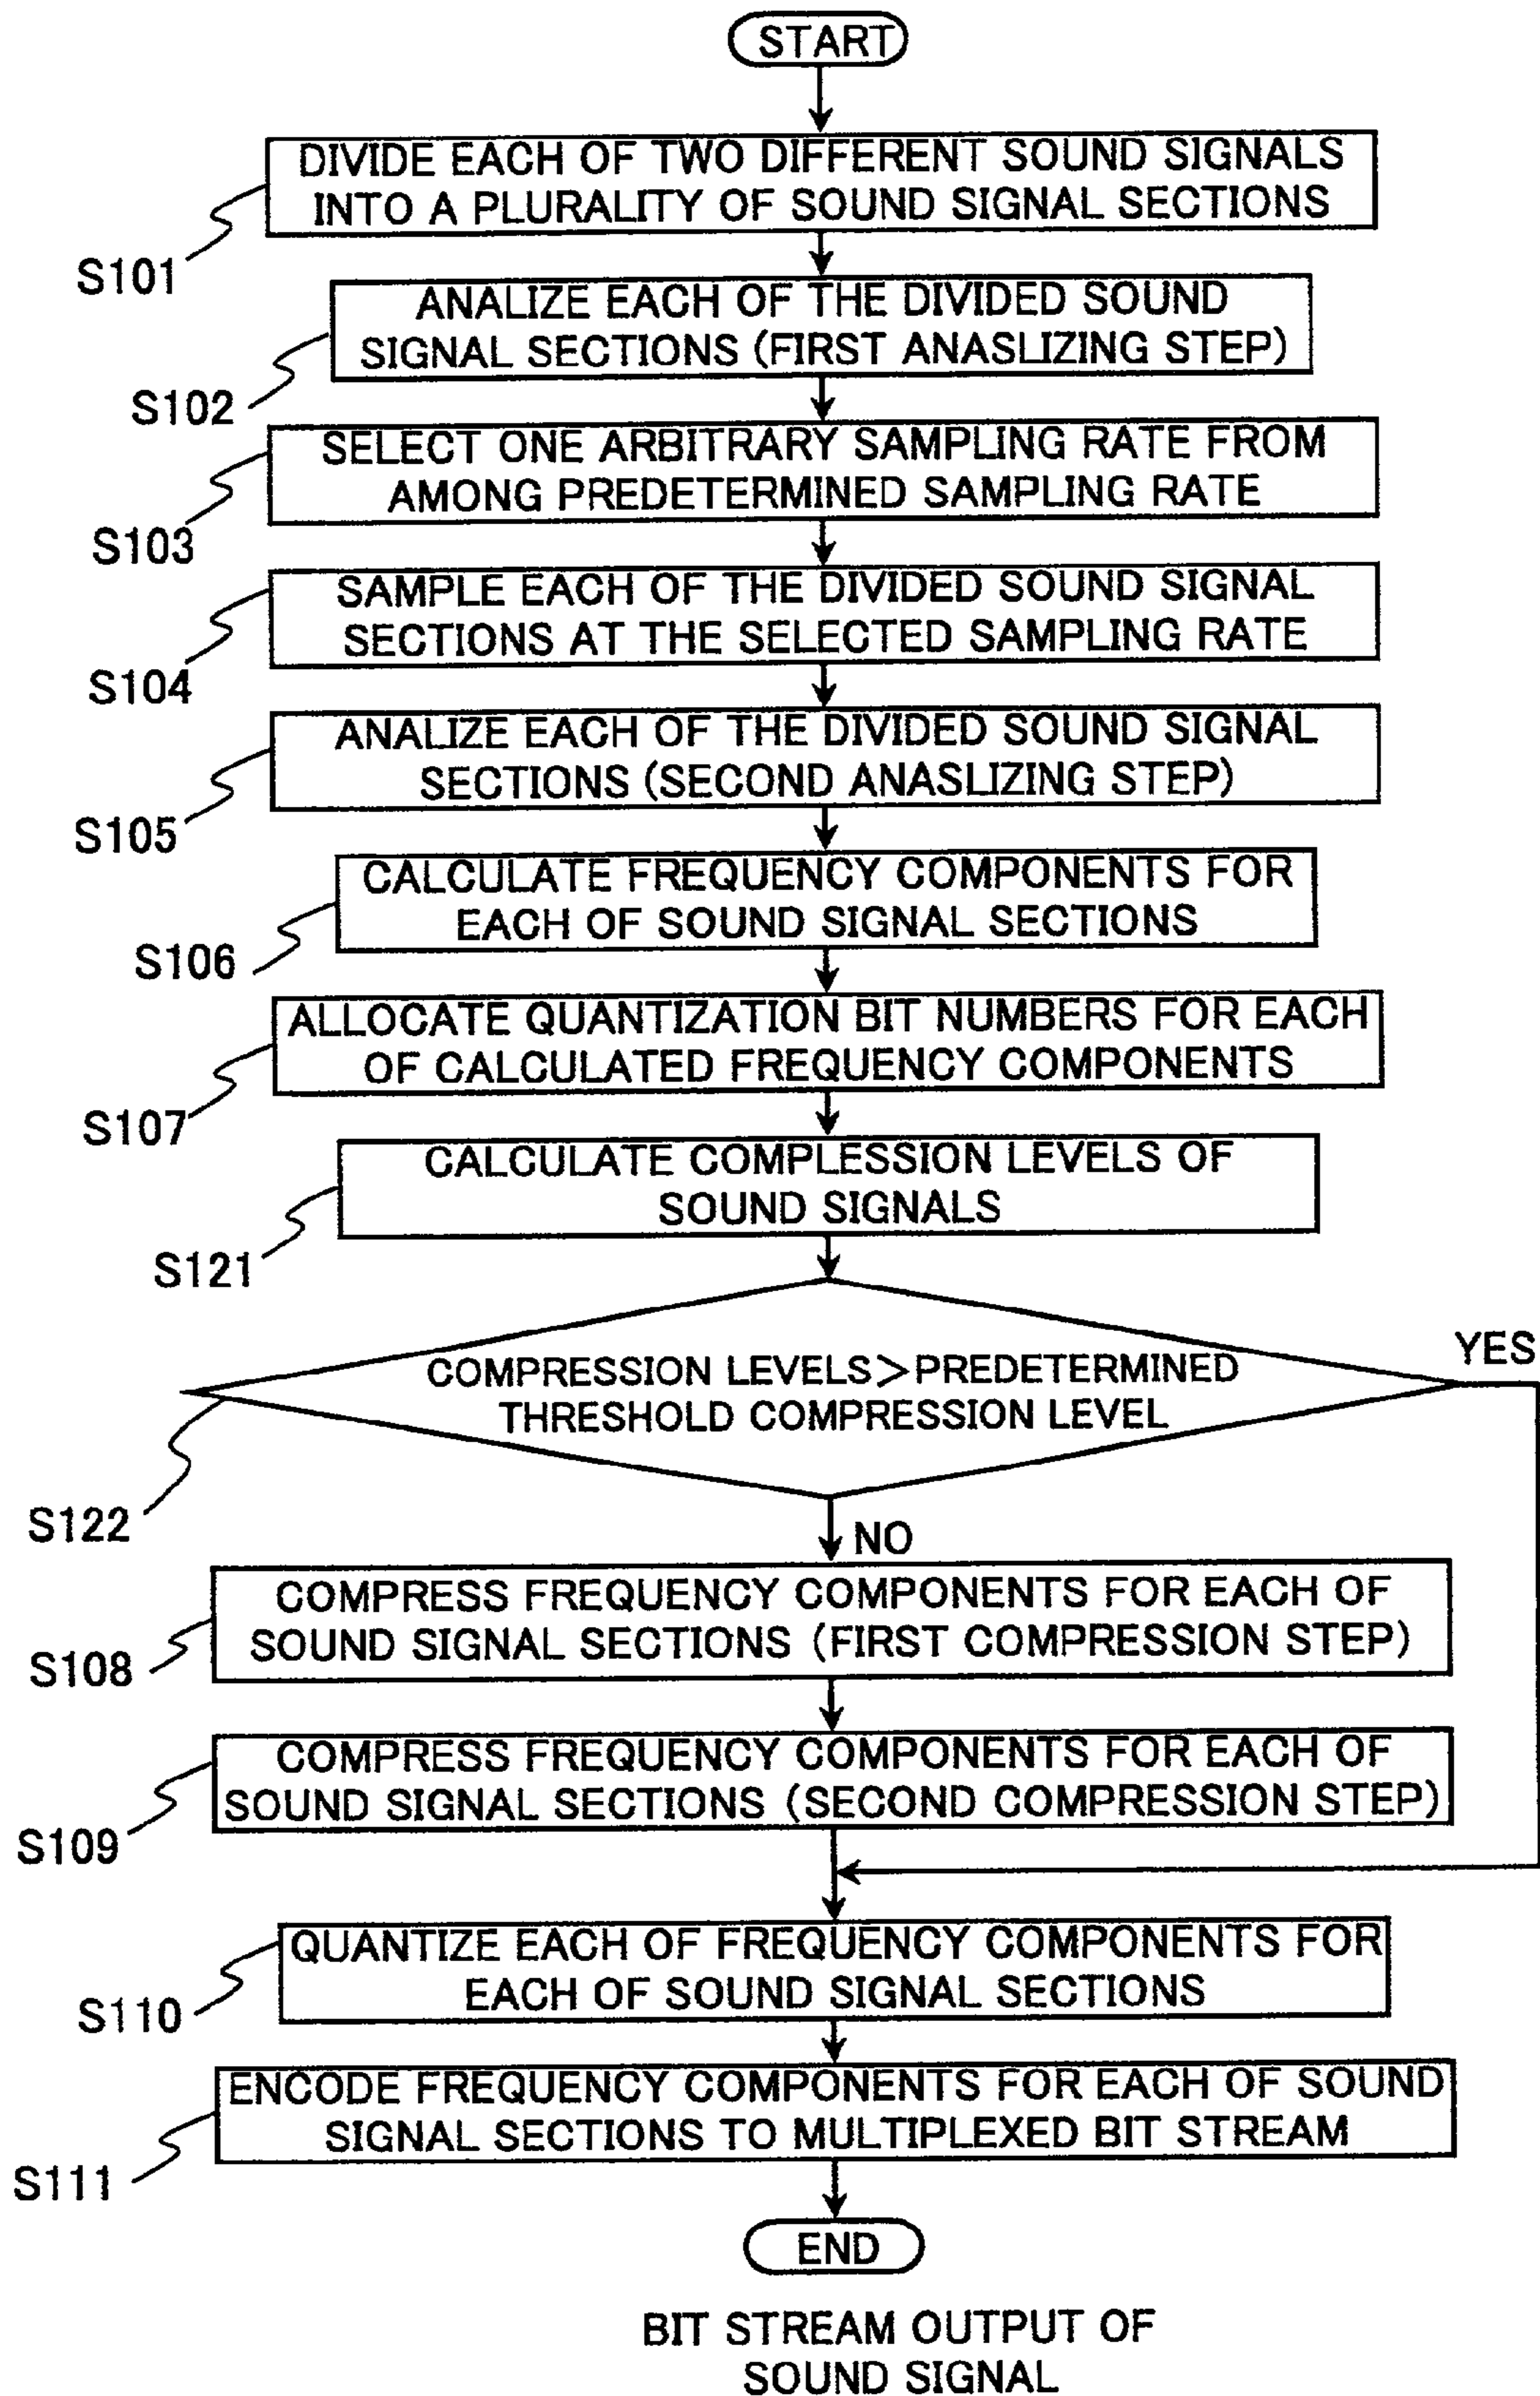 START
DIVIDE EACH OF TWO DIFFERENT SOUND SIGNALS
INTO A PLURALITY OF SOUND SIGNAL SECTIONS
S101
ANALIZE EACH OF THE DIVIDED SOUND
SIGNAL SECTIONS (FIRST ANASLIZING STEP)
S102
SELECT ONE ARBITRARY SAMPLING RATE FROM
AMONG PREDETERMINED SAMPLING RATE
S103
SAMPLE EACH OF THE DIVIDED SOUND SIGNAL
SECTIONS AT THE SELECTED SAMPLING RATE
S104
ANALIZE EACH OF THE DIVIDED SOUND SIGNAL
SECTIONS (SECOND ANASLIZING STEP)
S105
CALCULATE FREQUENCY COMPONENTS FOR
EACH OF SOUND SIGNAL SECTIONS
S106
ALLOCATE QUANTIZATION BIT NUMBERS FOR EACH
OF CALCULATED FREQUENCY COMPONENTS
S107
CALCULATE COMPLESSION LEVELS OF
SOUND SIGNALS
S121
YES
COMPRESSION LEVELS>PREDETERMINED
THRESHOLD COMPRESSION LEVEL
S122
NO
COMPRESS FREQUENCY COMPONENTS FOR EACH OF
SOUND SIGNAL SECTIONS (FIRST COMPRESSION STEP)
S108
COMPRESS FREQUENCY COMPONENTS FOR EACH OF
SOUND SIGNAL SECTIONS (SECOND COMPRESSION STEP)
S109
QUANTIZE EACH OF FREQUENCY COMPONENTS FOR
EACH OF SOUND SIGNAL SECTIONS
S110
ENCODE FREQUENCY COMPONENTS FOR EACH OF SOUND
SIGNAL SECTIONS TO MULTIPLEXED BIT STREAM
S111
END
BIT STREAM OUTPUT OF
SOUND SIGNAL